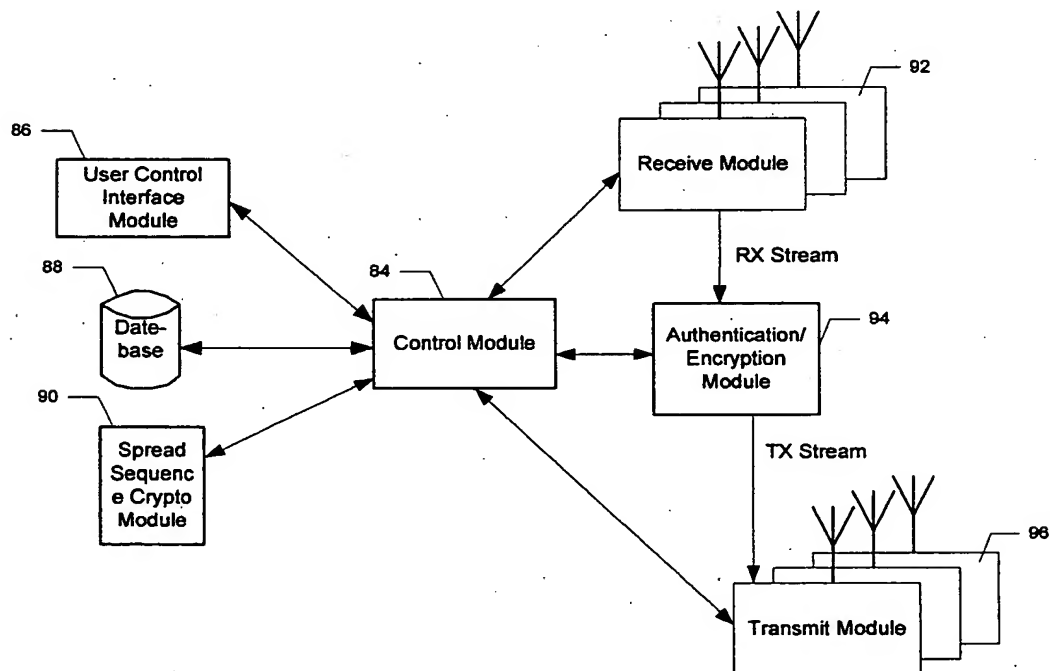 92
Receive Module
86
User Control
Interface
Module
RX Stream
88
Date-
base
84
Control Module
94
Authentication/
Encryption
Module
90
Spread
Sequenc
e Crypto
Module
TX Stream
96
Transmit Module